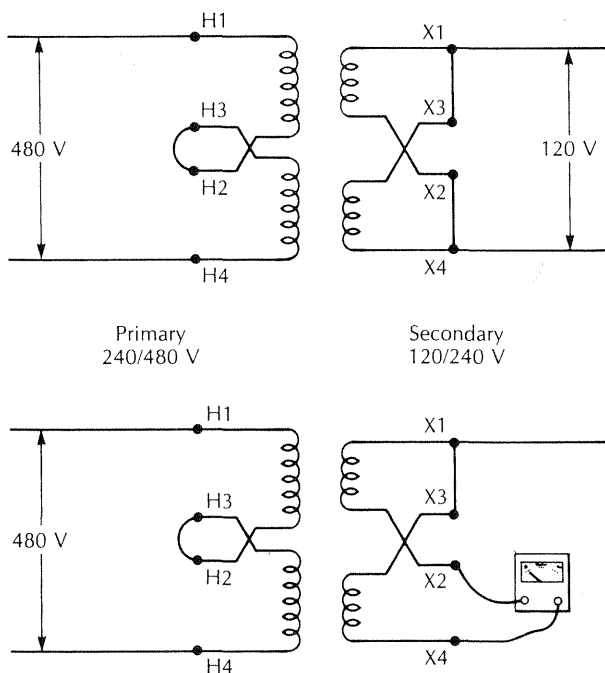 H1
X1
H3
X3
480 V
120 V
H2
X2
H4
X4
Primary
240/480 V
Secondary
120/240 V
H1
X1
H3
X3
480 V
H2
X2
H4
X4